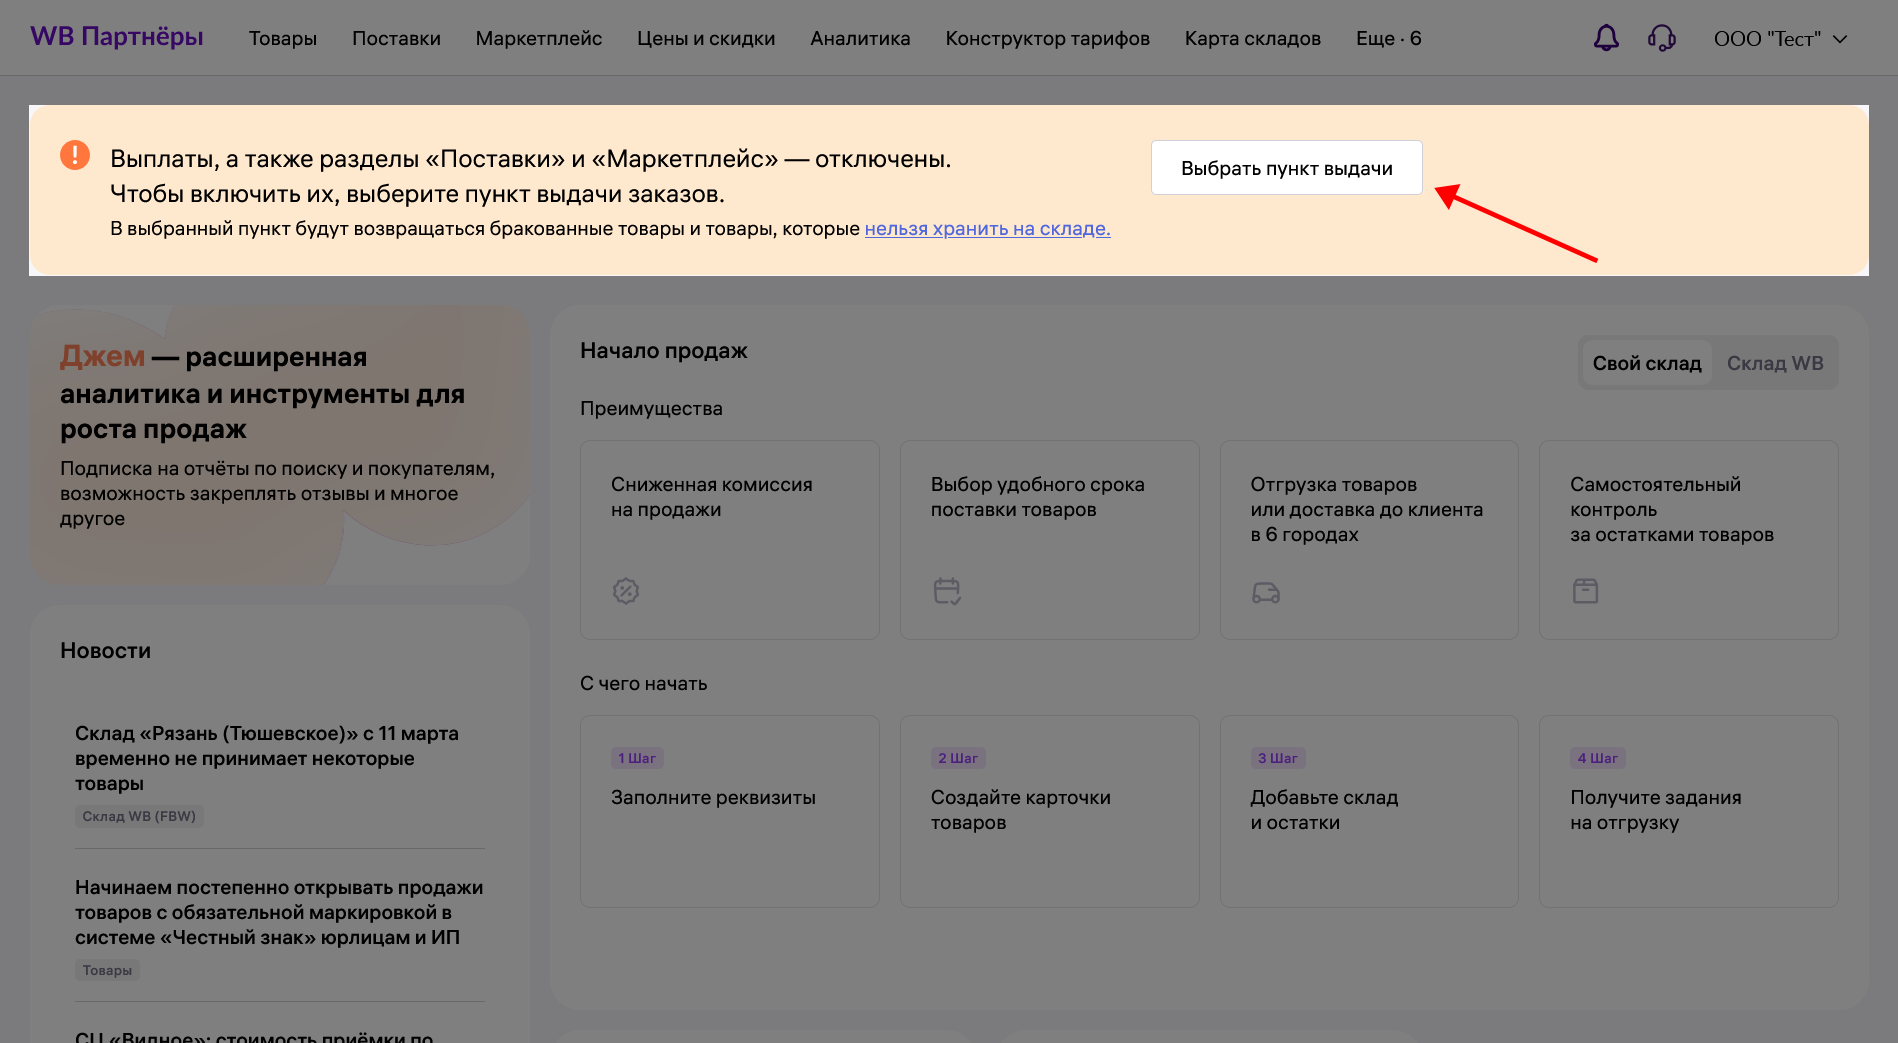 WB Партнёры
Товары
Поставки
Маркетплейс
Цены и скидки
Аналитика
Конструктор тарифов
Карта складов
Еще · 6
ООО "Тест"
Выплаты, а также разделы «Поставки» и «Маркетплейс» — отключены.
Чтобы включить их, выберите пункт выдачи заказов.
В выбранный пункт будут возвращаться бракованные товары и товары, которые нельзя хранить на складе.
Выбрать пункт выдачи
Джем — расширенная
аналитика и инструменты для
роста продаж
Подписка на отчёты по поиску и покупателям,
возможность закреплять отзывы и многое
другое
Новости
Склад «Рязань (Тюшевское)» с 11 марта
временно не принимает некоторые
товары
Склад WB (FBW)
Начинаем постепенно открывать продажи
товаров с обязательной маркировкой в
системе «Честный знак» юрлицам и ИП
Товары
СЦ «Видное»: стоимость приёмки по
Начало продаж
Свой склад
Склад WB
Преимущества
Сниженная комиссия
на продажи
Выбор удобного срока
поставки товаров
Отгрузка товаров
или доставка до клиента
в 6 городах
Самостоятельный
контроль
за остатками товаров
С чего начать
1 Шаг
Заполните реквизиты
2 Шаг
Создайте карточки
товаров
3 Шаг
Добавьте склад
и остатки
4 Шаг
Получите задания
на отгрузку